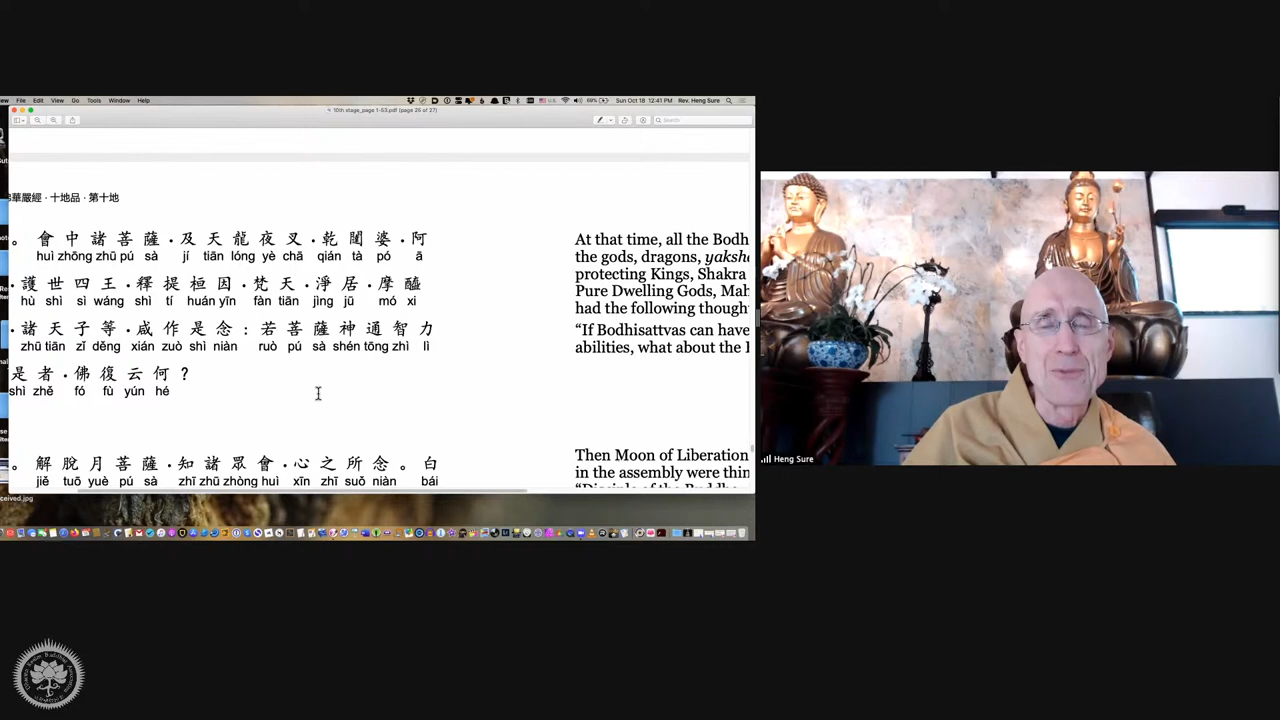 File Edit View Go Tools Window Help
Sun Oct 18 12:41 PM Rev. Heng Sure
10th stage_page 1-53.pdf (page 25 of 27)
Search
華嚴經 · 十地品 · 第十地
。 會 中 諸 菩 薩 · 及 天 龍 夜 叉 · 乾 闥 婆 · 阿
huì zhōng zhū pú sà jí tiān lóng yè chā qián tà pó ā
· 護 世 四 王 · 釋 提 桓 因 · 梵 天 · 淨 居 · 摩 醯
hù shì sì wáng shì tí huán yīn fàn tiān jìng jū mó xi
· 諸 天 子 等 · 咸 作 是 念 : 若 菩 薩 神 通 智 力
zhū tiān zǐ děng xián zuò shì niàn ruò pú sà shén tōng zhì lì
是 者 · 佛 復 云 何 ?
shì zhě fó fù yún hé
。 解 脫 月 菩 薩 · 知 諸 眾 會 · 心 之 所 念 。 白
jiě tuō yuè pú sà zhī zhū zhòng huì xīn zhī suǒ niàn bái
At that time, all the Bodh
the gods, dragons, yaksh
protecting Kings, Shakra
Pure Dwelling Gods, Mah
had the following though
“If Bodhisattvas can have
abilities, what about the
Then Moon of Liberation
in the assembly were thin
“Disciple of the Buddha
ceived.jpg
Heng Sure